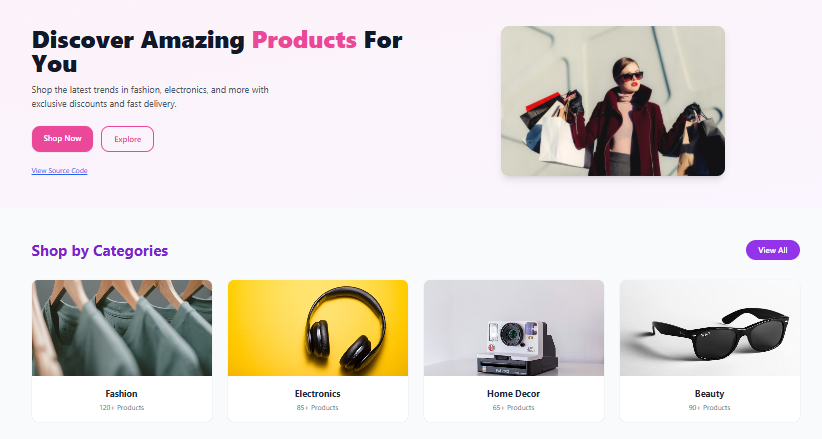 Discover Amazing Products For
You
Shop the latest trends in fashion, electronics, and more with
exclusive discounts and fast delivery.
Shop Now
Explore
View Source Code
Shop by Categories
View All
Fashion
120+ Products
Electronics
85+ Products
Home Decor
65+ Products
Beauty
90+ Products